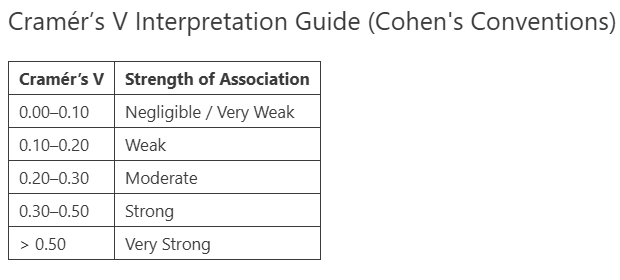 Cramér’s V Interpretation Guide (Cohen's Conventions)
Cramér’s V Strength of Association
0.00–0.10 Negligible / Very Weak
0.10–0.20 Weak
0.20–0.30 Moderate
0.30–0.50 Strong
> 0.50 Very Strong